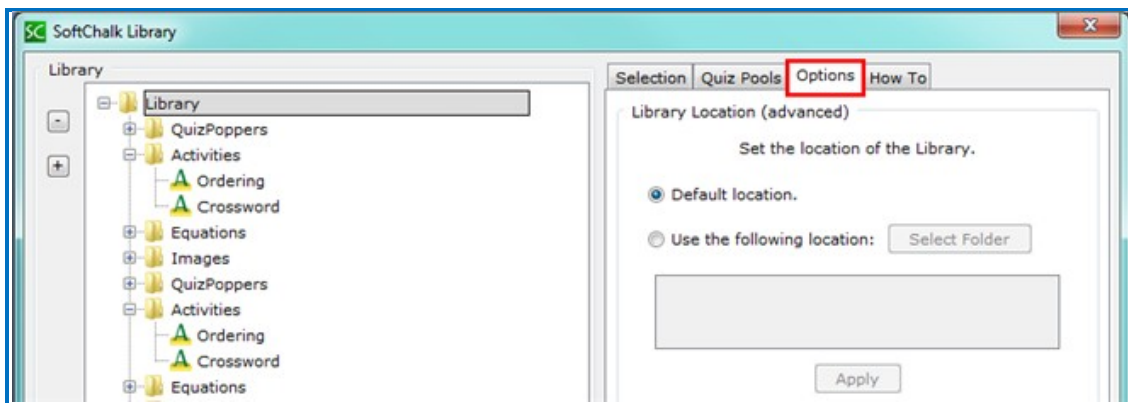 SC SoftChalk Library
x
Library
-
+
Library
QuizPoppers
Activities
A Ordering
A Crossword
Equations
Images
QuizPoppers
Activities
A Ordering
A Crossword
Equations
Selection Quiz Pools Options How To
Library Location (advanced)
Set the location of the Library.
Default location.
Use the following location: Select Folder
Apply